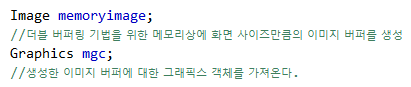 Image memoryimage;
//더블 버퍼링 기법을 위한 메모리상에 화면 사이즈만큼의 이미지 버퍼를 생성
Graphics mgc;
//생성한 이미지 버퍼에 대한 그래픽스 객체를 가져온다.